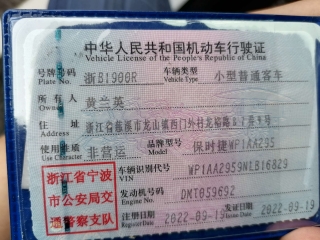 中华人民共和国机动车行驶证
Vehicle License of the People's Republic of China
号牌号码 浙B1900R 车辆类型 小型普通客车
Plate No. Vehicle Type
所有人 黄兰英
Owner
住址 浙江省慈溪市龙山镇西门外村龙裕路
Address
使用性质 非营运 品牌型号 保时捷WP1AA295
Use Character Model
浙江省宁波
市公安局交
通警察支队
车辆识别代号 WP1AA2959NLB16829
VIN
发动机号码 DMT059692
Engine No.
注册日期 2022-09-19 发证日期 2022-09-19
Register Date Issue Date